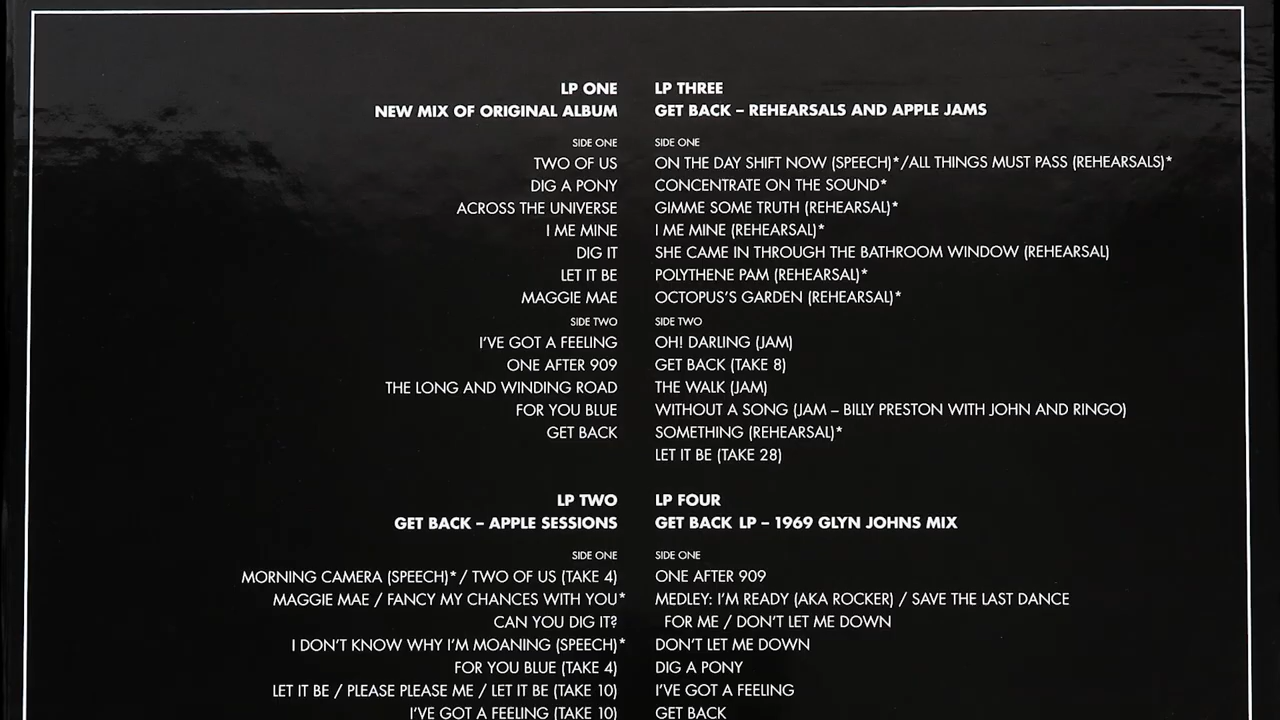 LP ONE
NEW MIX OF ORIGINAL ALBUM
SIDE ONE
TWO OF US
DIG A PONY
ACROSS THE UNIVERSE
I ME MINE
DIG IT
LET IT BE
MAGGIE MAE
SIDE TWO
I'VE GOT A FEELING
ONE AFTER 909
THE LONG AND WINDING ROAD
FOR YOU BLUE
GET BACK
LP TWO
GET BACK – APPLE SESSIONS
SIDE ONE
MORNING CAMERA (SPEECH)* / TWO OF US (TAKE 4)
MAGGIE MAE / FANCY MY CHANCES WITH YOU*
CAN YOU DIG IT?
I DON'T KNOW WHY I'M MOANING (SPEECH)*
FOR YOU BLUE (TAKE 4)
LET IT BE / PLEASE PLEASE ME / LET IT BE (TAKE 10)
I'VE GOT A FEELING (TAKE 10)
LP THREE
GET BACK – REHEARSALS AND APPLE JAMS
SIDE ONE
ON THE DAY SHIFT NOW (SPEECH)*/ALL THINGS MUST PASS (REHEARSALS)*
CONCENTRATE ON THE SOUND*
GIMME SOME TRUTH (REHEARSAL)*
I ME MINE (REHEARSAL)*
SHE CAME IN THROUGH THE BATHROOM WINDOW (REHEARSAL)
POLYTHENE PAM (REHEARSAL)*
OCTOPUS'S GARDEN (REHEARSAL)*
SIDE TWO
OH! DARLING (JAM)
GET BACK (TAKE 8)
THE WALK (JAM)
WITHOUT A SONG (JAM – BILLY PRESTON WITH JOHN AND RINGO)
SOMETHING (REHEARSAL)*
LET IT BE (TAKE 28)
LP FOUR
GET BACK LP – 1969 GLYN JOHNS MIX
SIDE ONE
ONE AFTER 909
MEDLEY: I'M READY (AKA ROCKER) / SAVE THE LAST DANCE
FOR ME / DON'T LET ME DOWN
DON'T LET ME DOWN
DIG A PONY
I'VE GOT A FEELING
GET BACK